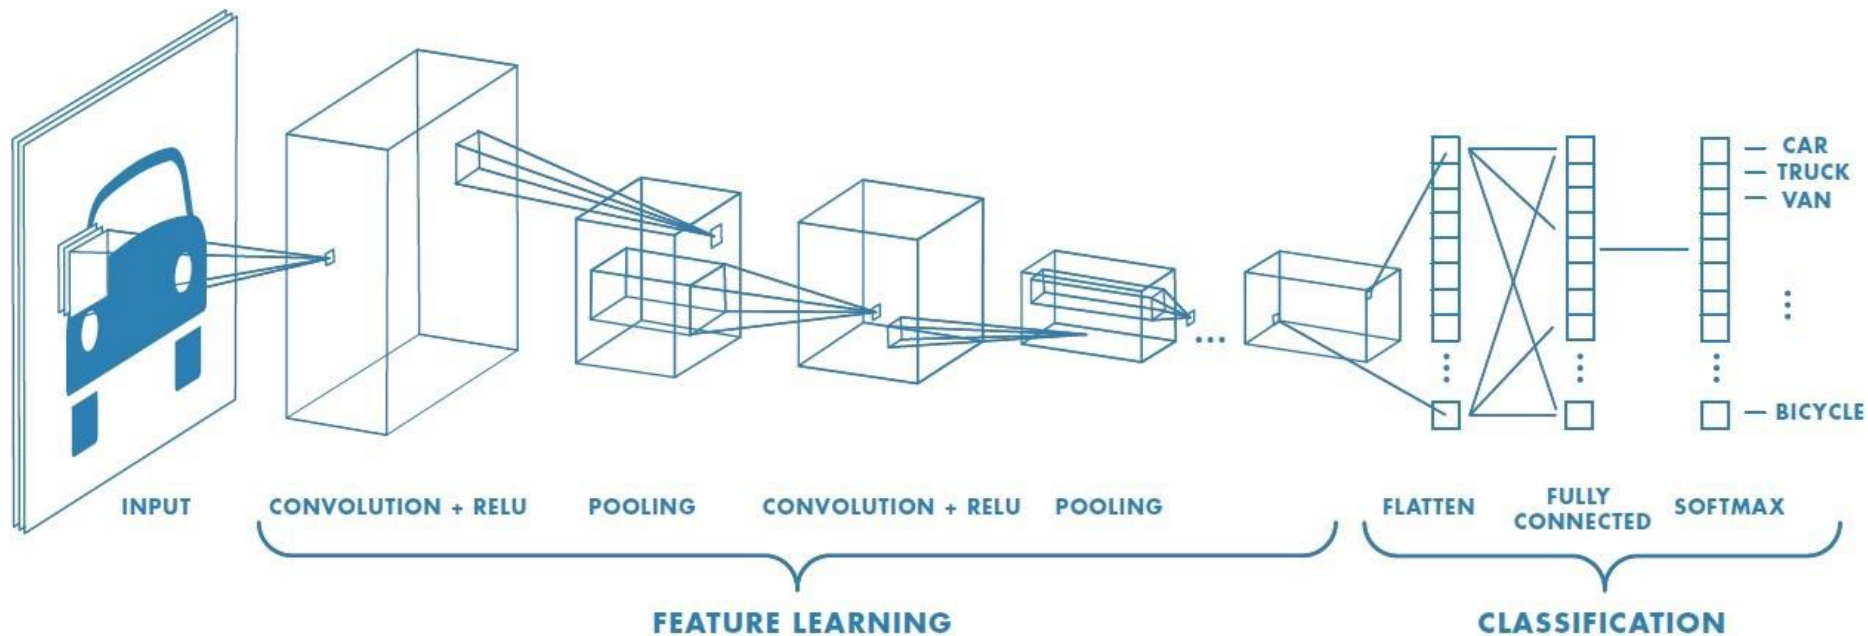 CAR
TRUCK
VAN
BICYCLE
INPUT
CONVOLUTION + RELU
POOLING
CONVOLUTION + RELU
POOLING
FLATTEN
FULLY
CONNECTED
SOFTMAX
FEATURE LEARNING
CLASSIFICATION